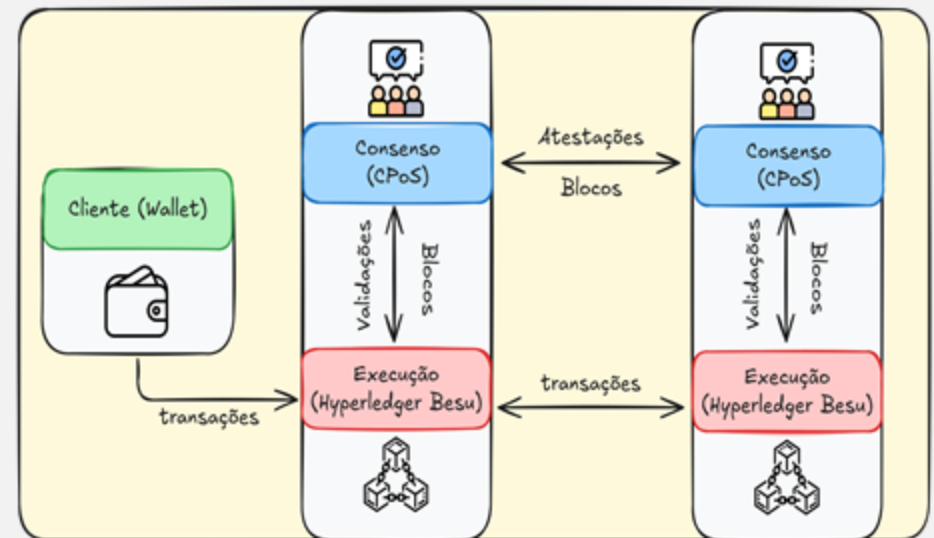 Consenso
(CPoS)
Atestações
Blocos
Consenso
(CPoS)
Cliente (Wallet)
Validações
Blocos
Validações
Blocos
Execução
(Hyperledger Besu)
transações
Execução
(Hyperledger Besu)
transações